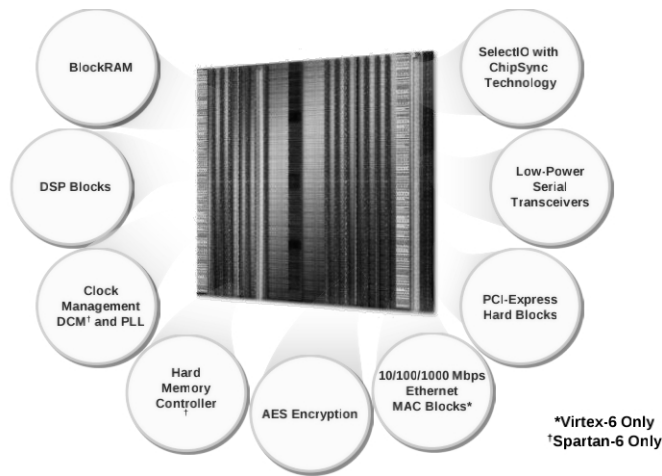 BlockRAM
SelectIO with
ChipSync
Technology
DSP Blocks
Low-Power
Serial
Transceivers
Clock
Management
DCM† and PLL
PCI-Express
Hard Blocks
Hard
Memory
Controller
†
AES Encryption
10/100/1000 Mbps
Ethernet
MAC Blocks*
*Virtex-6 Only
†Spartan-6 Only